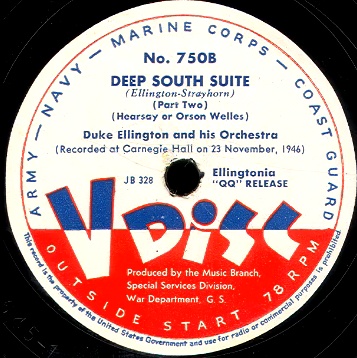 ARMY — NAVY — MARINE CORPS — COAST GUARD
No. 750B
DEEP SOUTH SUITE
(Ellington-Strayhorn)
(Part Two)
(Hearsay or Orson Welles)
Duke Ellington and his Orchestra
(Recorded at Carnegie Hall on 23 November, 1946)
JB 328
Ellingtonia
"QQ" RELEASE
V DISC
Produced by the Music Branch,
Special Services Division,
War Department, G. S.
OUTSIDE START 78 RPM
This record is the property of the United States Government and use for radio or commercial purposes is prohibited.